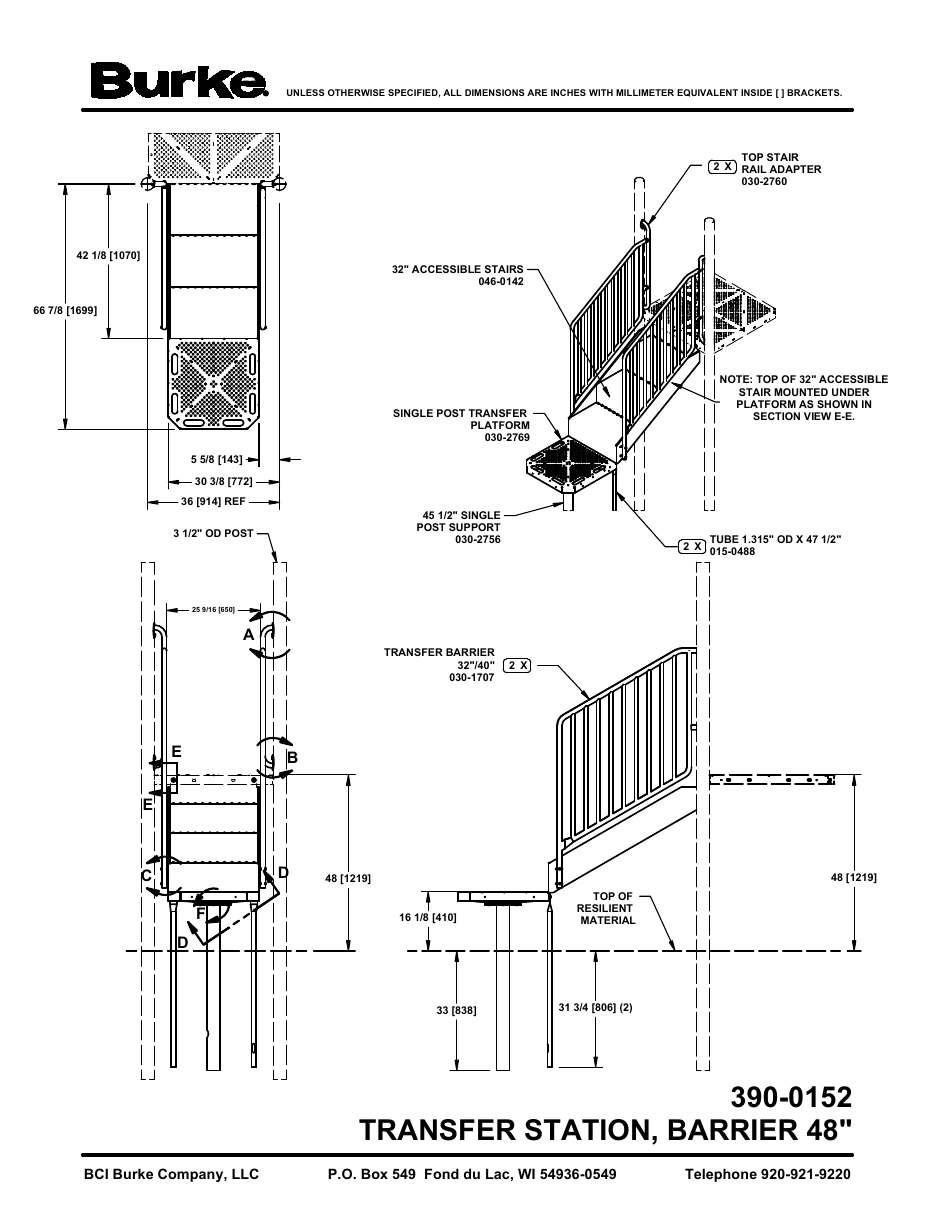 Burke
UNLESS OTHERWISE SPECIFIED, ALL DIMENSIONS ARE INCHES WITH MILLIMETER EQUIVALENT INSIDE [ ] BRACKETS.
42 1/8 [1070]
66 7/8 [1699]
5 5/8 [143]
30 3/8 [772]
36 [914] REF
2 X
TOP STAIR
RAIL ADAPTER
030-2760
32" ACCESSIBLE STAIRS
046-0142
NOTE: TOP OF 32" ACCESSIBLE
STAIR MOUNTED UNDER
PLATFORM AS SHOWN IN
SECTION VIEW E-E.
SINGLE POST TRANSFER
PLATFORM
030-2769
45 1/2" SINGLE
POST SUPPORT
030-2756
2 X
TUBE 1.315" OD X 47 1/2"
015-0488
3 1/2" OD POST
25 9/16 [650]
A
B
E
E
C
D
F
D
48 [1219]
TRANSFER BARRIER
32"/40"
030-1707
2 X
48 [1219]
16 1/8 [410]
TOP OF
RESILIENT
MATERIAL
33 [838]
31 3/4 [806] (2)
390-0152
TRANSFER STATION, BARRIER 48"
BCI Burke Company, LLC
P.O. Box 549 Fond du Lac, WI 54936-0549
Telephone 920-921-9220